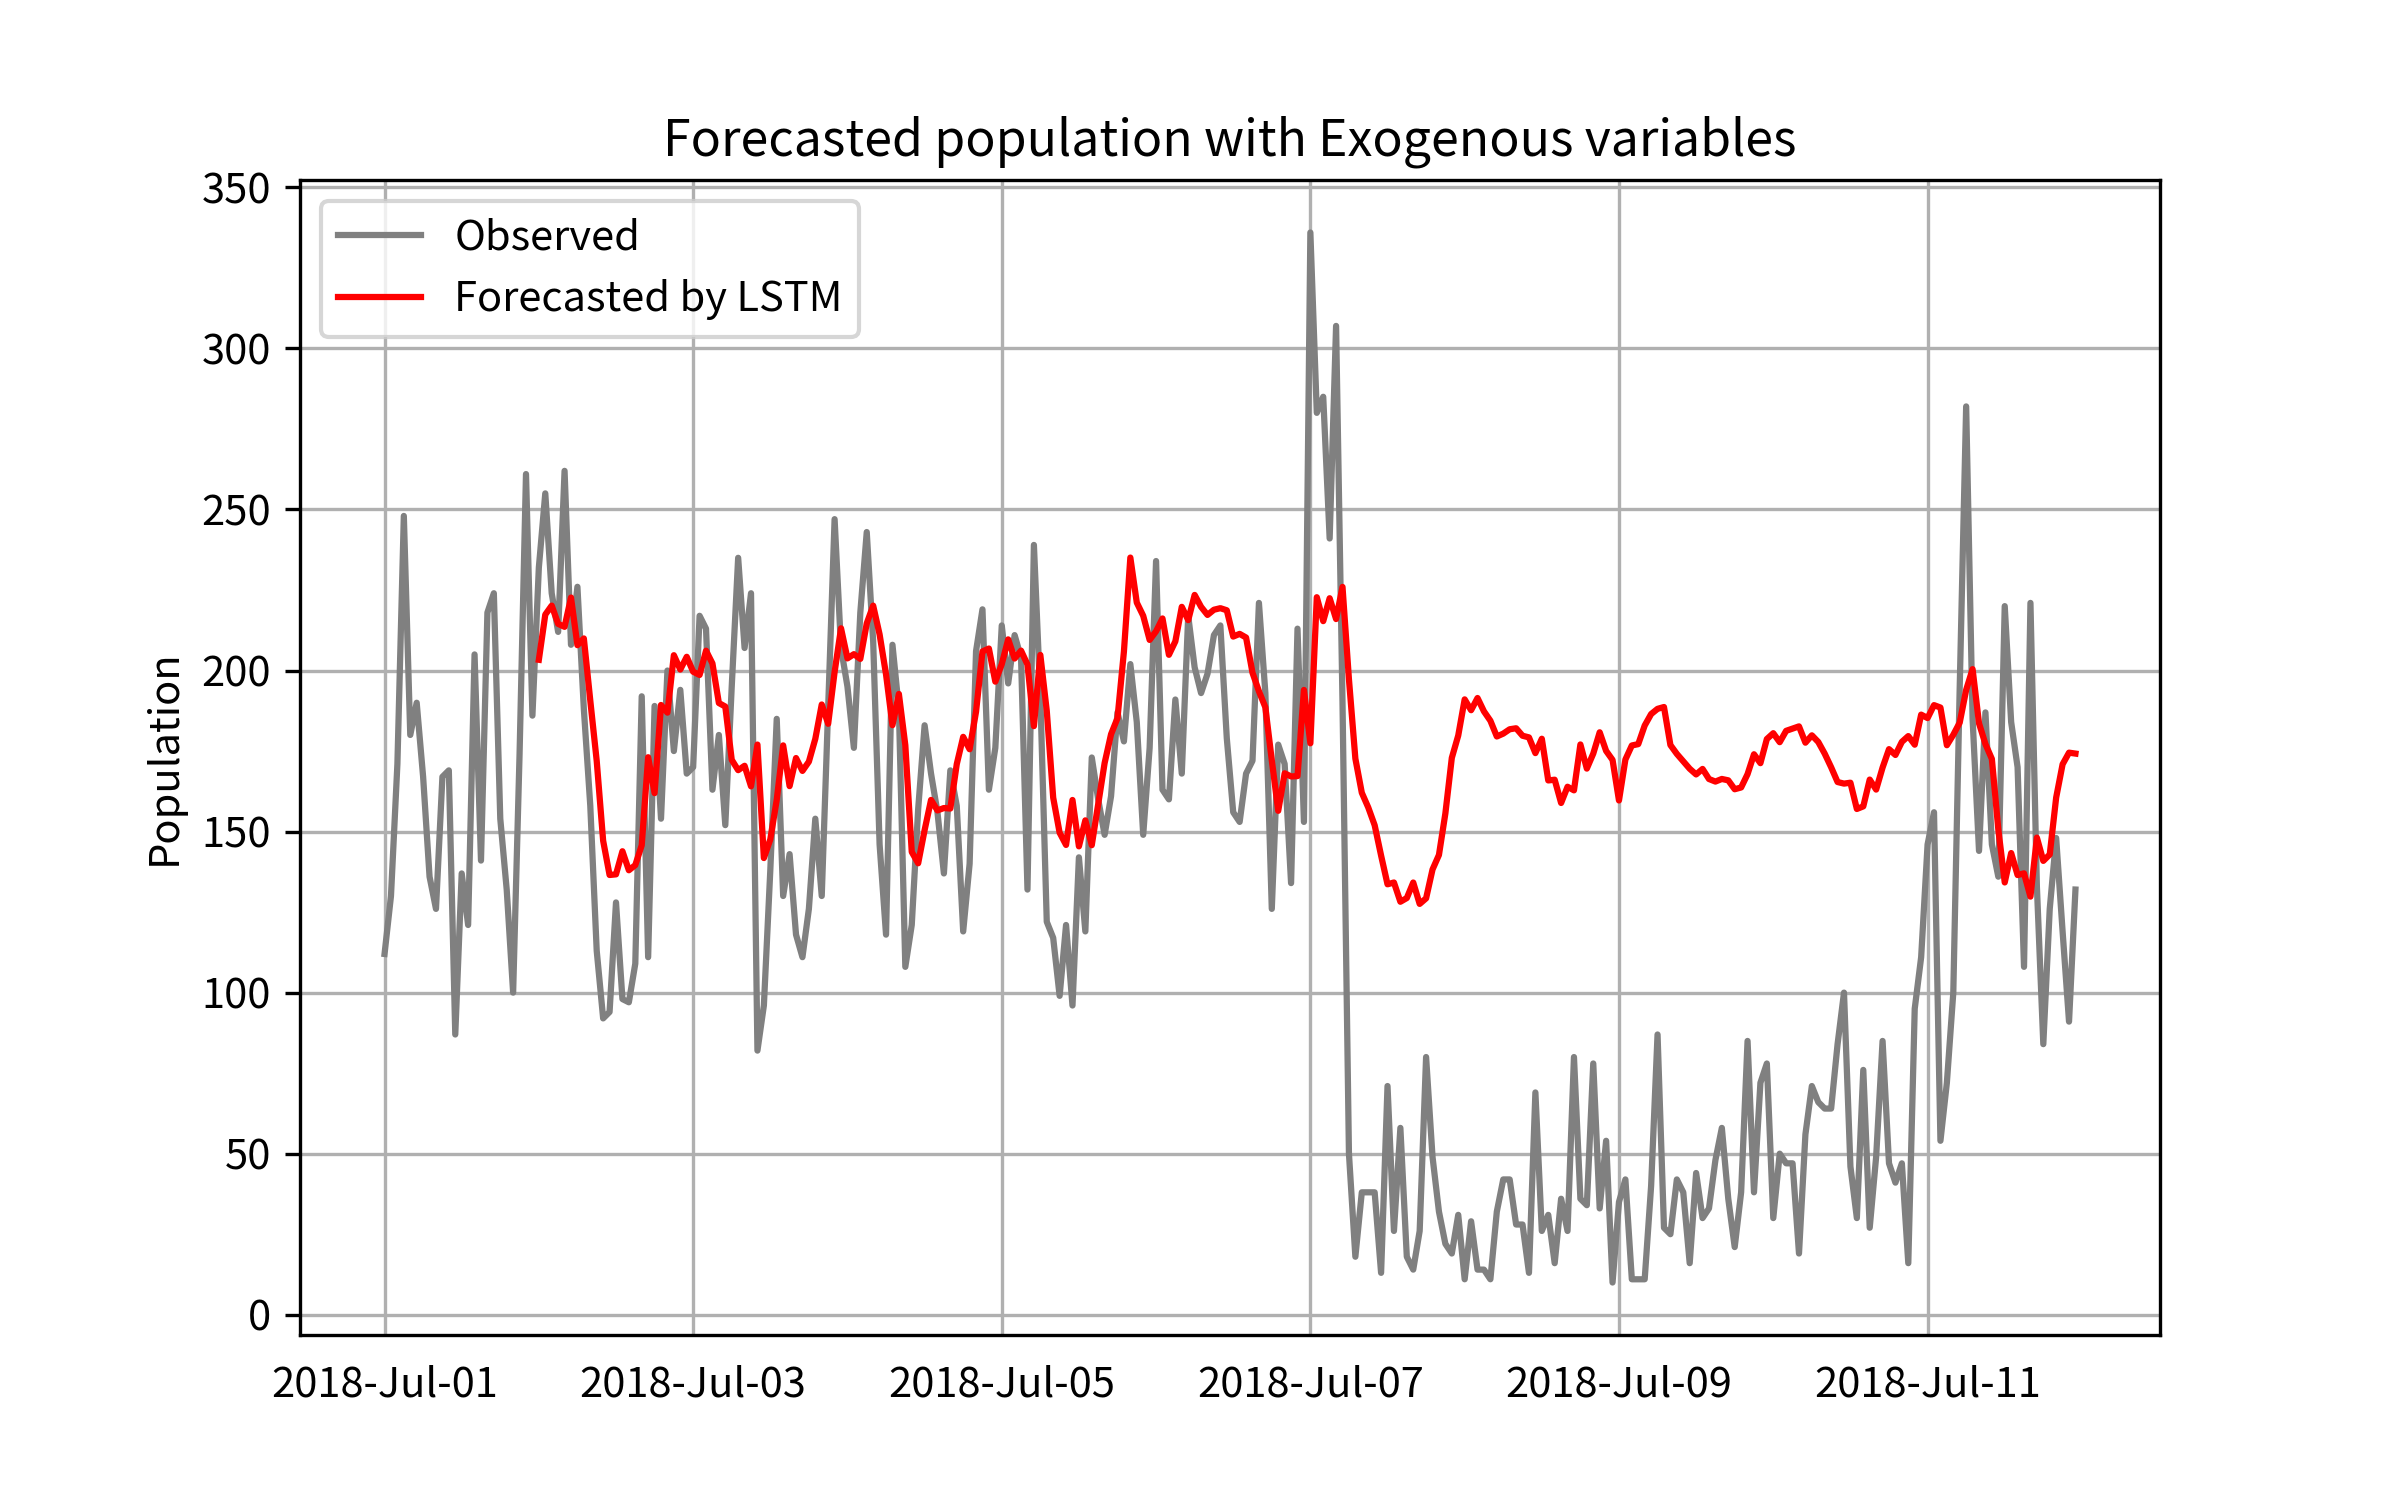 Forecasted population with Exogenous variables
350
300
250
200
150
100
50
0
Population
Observed
Forecasted by LSTM
2018-Jul-01
2018-Jul-03
2018-Jul-05
2018-Jul-07
2018-Jul-09
2018-Jul-11